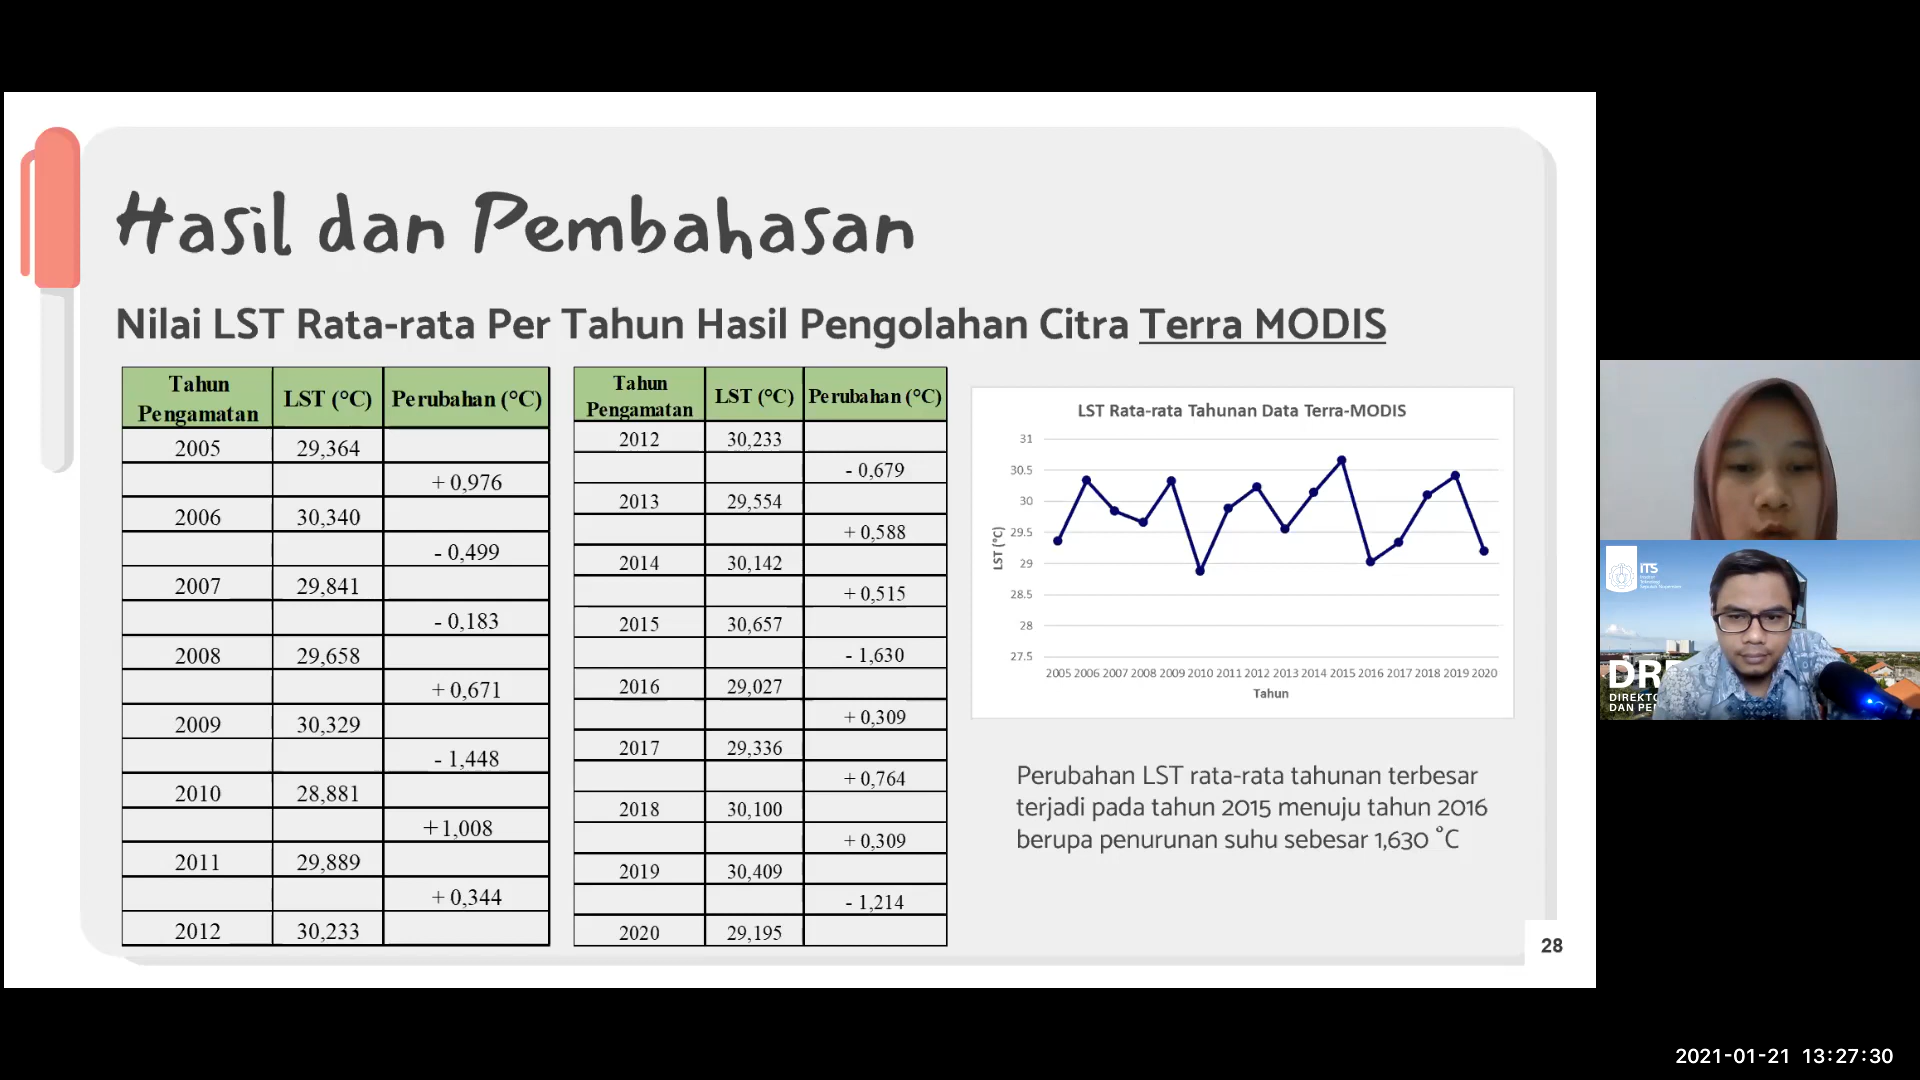 Hasil dan Pembahasan
Nilai LST Rata-rata Per Tahun Hasil Pengolahan Citra Terra MODIS
Tahun Pengamatan LST (°C) Perubahan (°C)
2005 29,364
+ 0,976
2006 30,340
- 0,499
2007 29,841
- 0,183
2008 29,658
+ 0,671
2009 30,329
- 1,448
2010 28,881
+ 1,008
2011 29,889
+ 0,344
2012 30,233
Tahun Pengamatan LST (°C) Perubahan (°C)
2012 30,233
- 0,679
2013 29,554
+ 0,588
2014 30,142
+ 0,515
2015 30,657
- 1,630
2016 29,027
+ 0,309
2017 29,336
+ 0,764
2018 30,100
+ 0,309
2019 30,409
- 1,214
2020 29,195
LST Rata-rata Tahunan Data Terra-MODIS
LST (°C)
31
30.5
30
29.5
29
28.5
28
27.5
2005 2006 2007 2008 2009 2010 2011 2012 2013 2014 2015 2016 2017 2018 2019 2020
Tahun
Perubahan LST rata-rata tahunan terbesar
terjadi pada tahun 2015 menuju tahun 2016
berupa penurunan suhu sebesar 1,630 °C
28
ITS
Institut
Teknologi
Sepuluh Nopember
DR
DIREKTO
DAN PE
2021-01-21 13:27:30